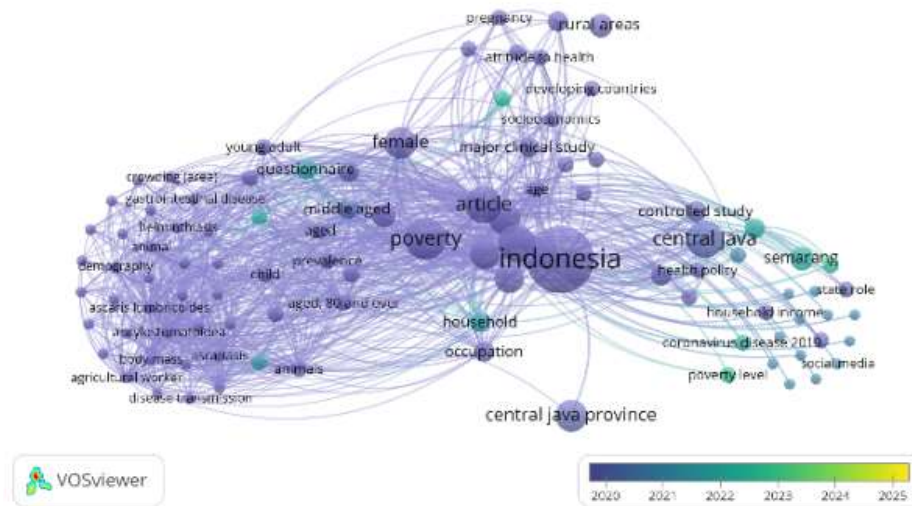 pregnancy
rural areas
attitude to health
developing countries
socioeconomics
female
major clinical study
young adult
questionnaire
crowding (area)
age
gastrointestinal disease
article
middle aged
controlled study
helminthiasis
aged
poverty
central java
animal
indonesia
semarang
demography
prevalence
child
health policy
state role
ascaris lumbricoides
aged, 80 and over
household income
household
ancylostomatoidea
coronavirus disease 2019
occupation
body mass
ascariasis
social media
animals
agricultural worker
poverty level
disease transmission
central java province
VOSviewer
2020 2021 2022 2023 2024 2025